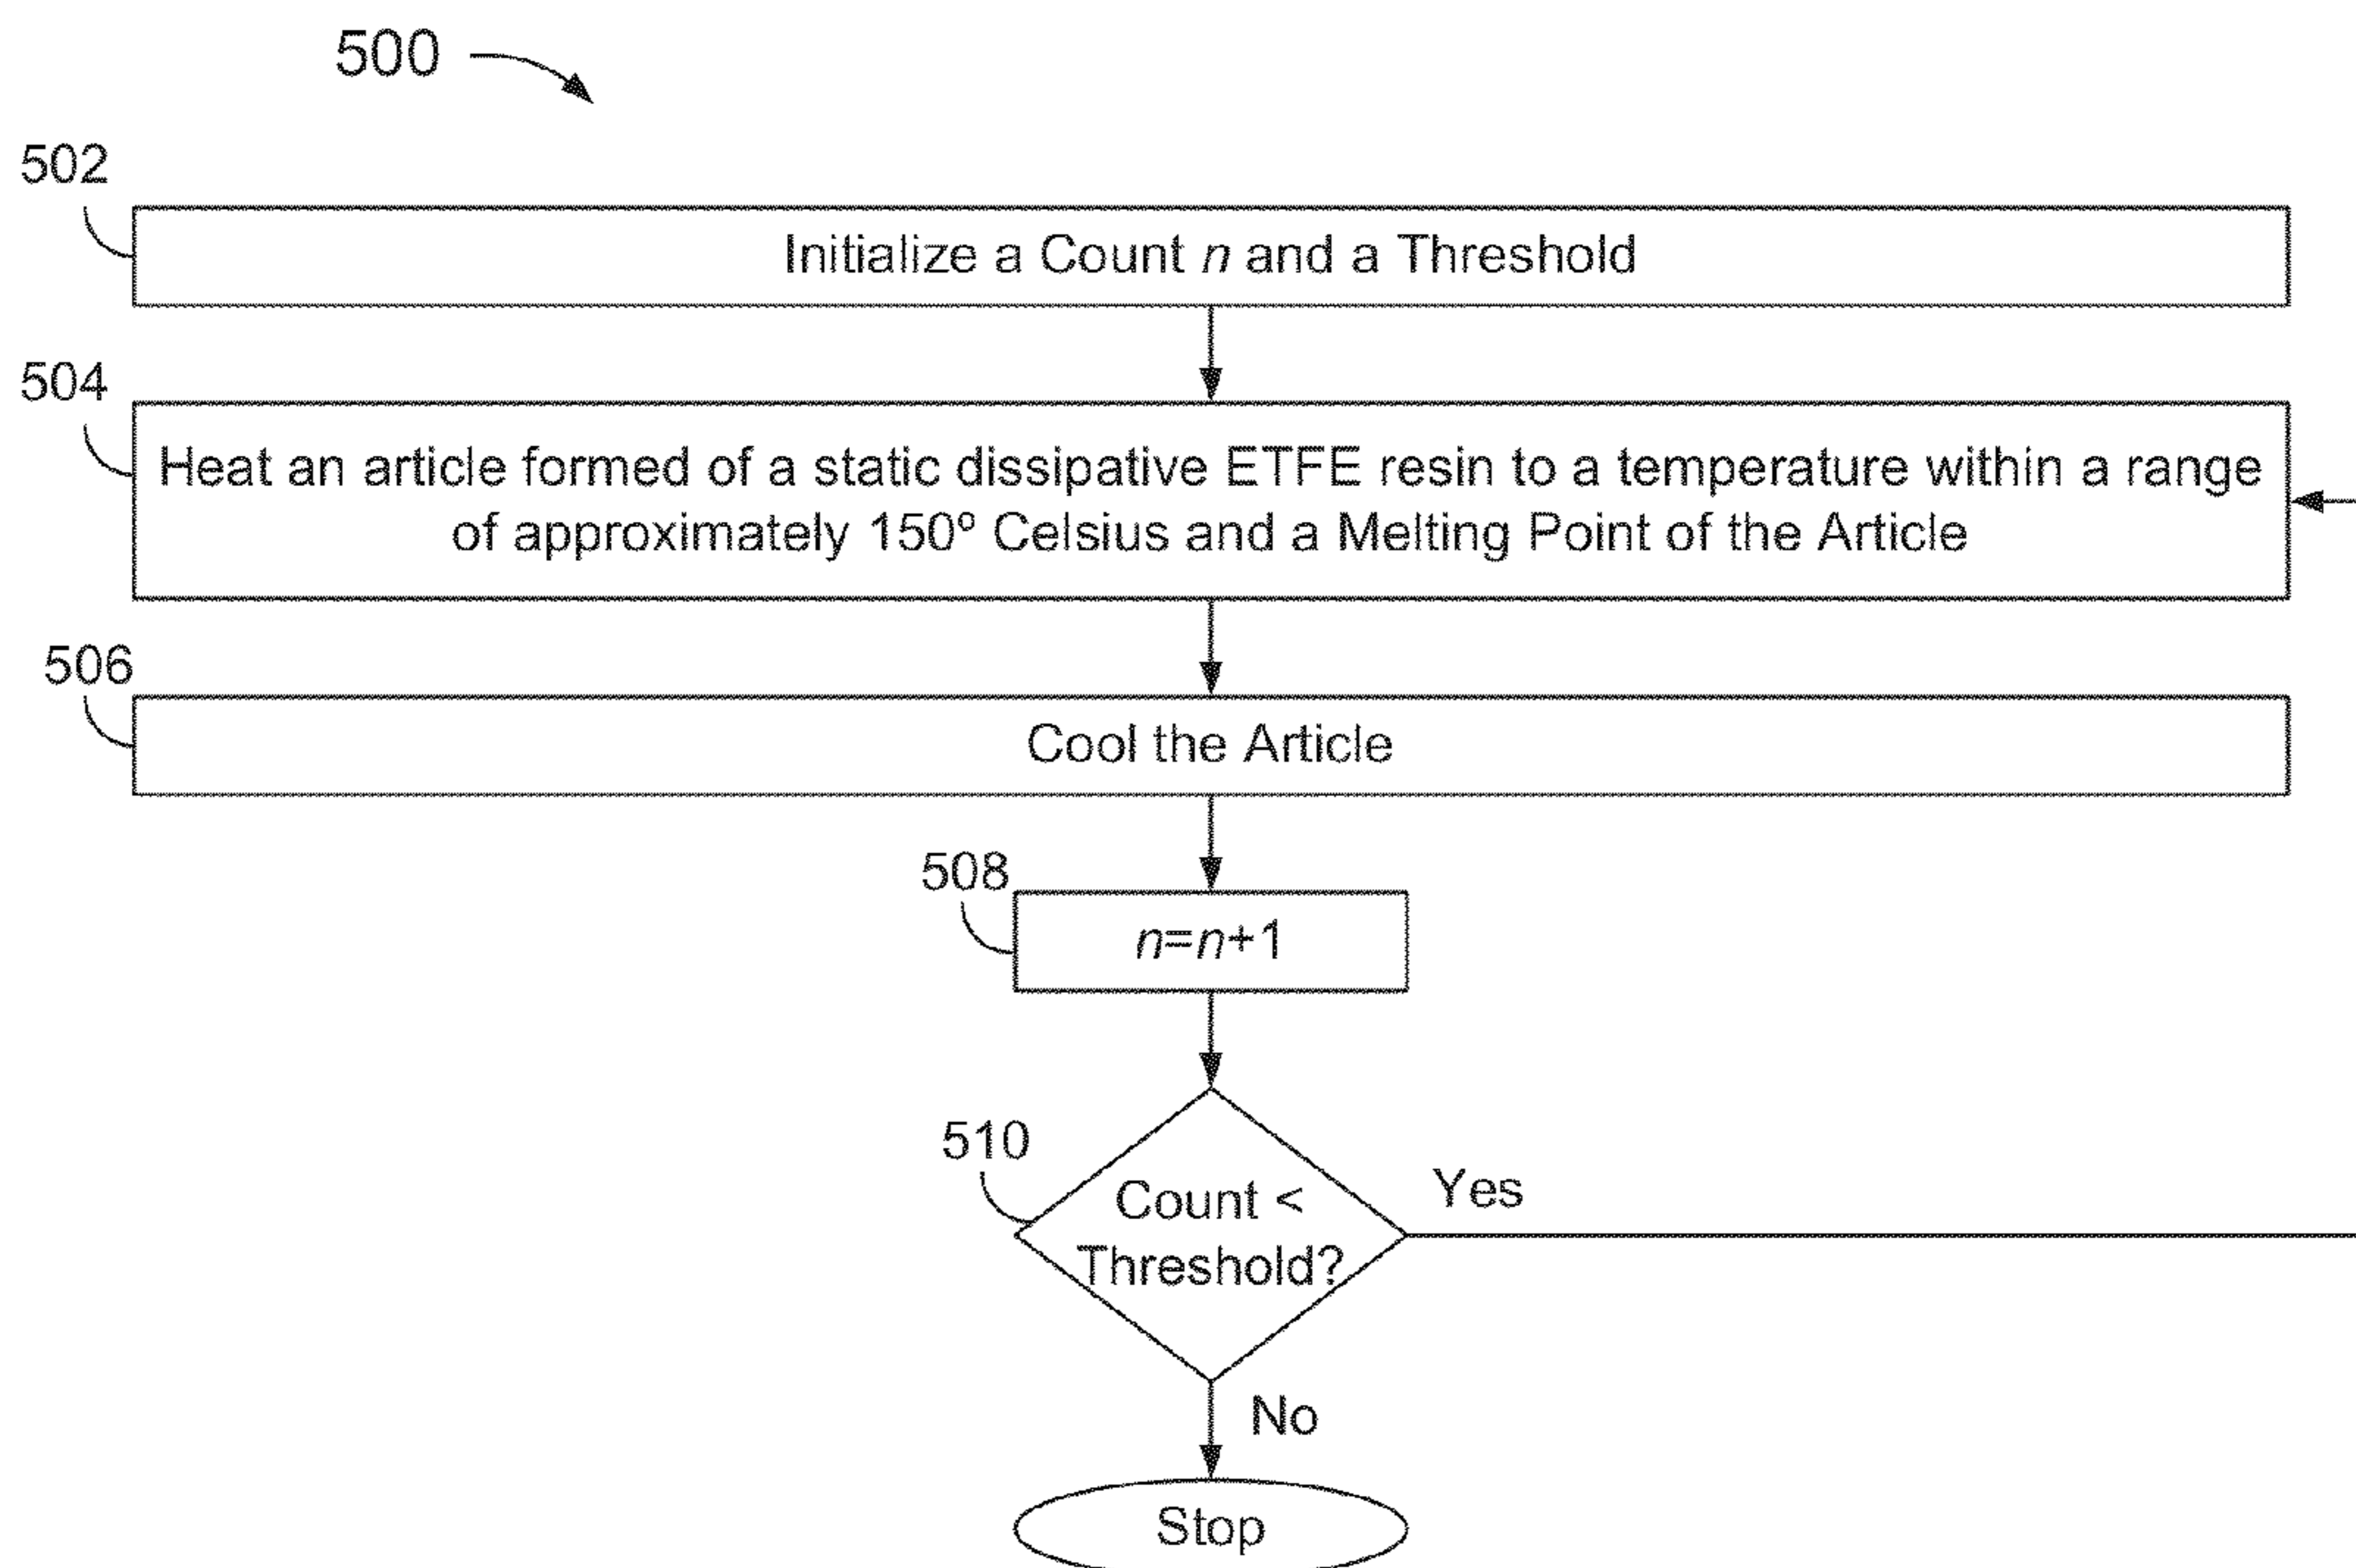 500
502
Initialize a Count n and a Threshold
504
Heat an article formed of a static dissipative ETFE resin to a temperature within a range
of approximately 150º Celsius and a Melting Point of the Article
506
Cool the Article
508
n=n+1
510
Count <
Threshold?
Yes
No
Stop